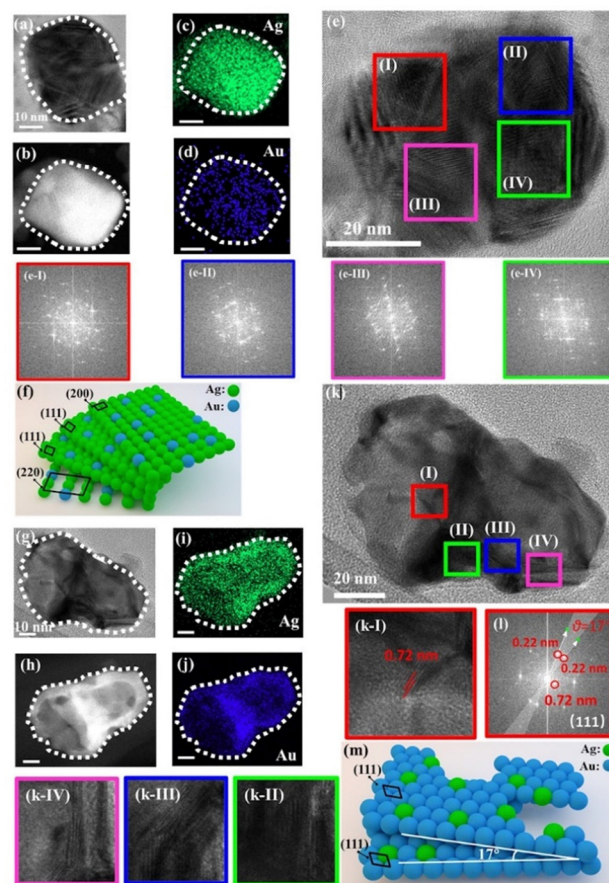 (a)
10 nm
(c)
Ag
(e)
(I)
(II)
(III)
(IV)
20 nm
(b)
(d)
Au
(e-I)
(e-II)
(e-III)
(e-IV)
(f)
Ag:
Au:
(200)
(111)
(111)
(220)
(k)
(I)
(II)
(III)
(IV)
20 nm
(g)
10 nm
(i)
Ag
(h)
(j)
Au
(k-I)
0.72 nm
(l)
θ=17°
0.22 nm
0.22 nm
0.72 nm
(111)
(k-IV)
(k-III)
(k-II)
(m)
Ag:
Au:
(111)
(111)
17°